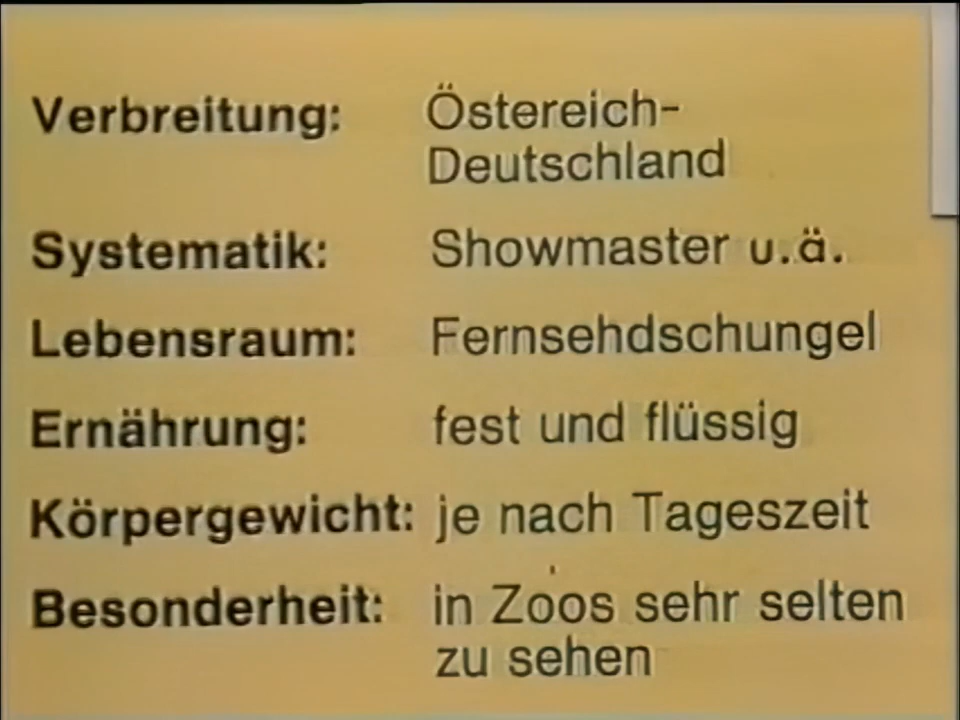 Verbreitung: Östereich-
Deutschland
Systematik: Showmaster u.ä.
Lebensraum: Fernsehdschungel
Ernährung: fest und flüssig
Körpergewicht: je nach Tageszeit
Besonderheit: in Zoos sehr selten
zu sehen